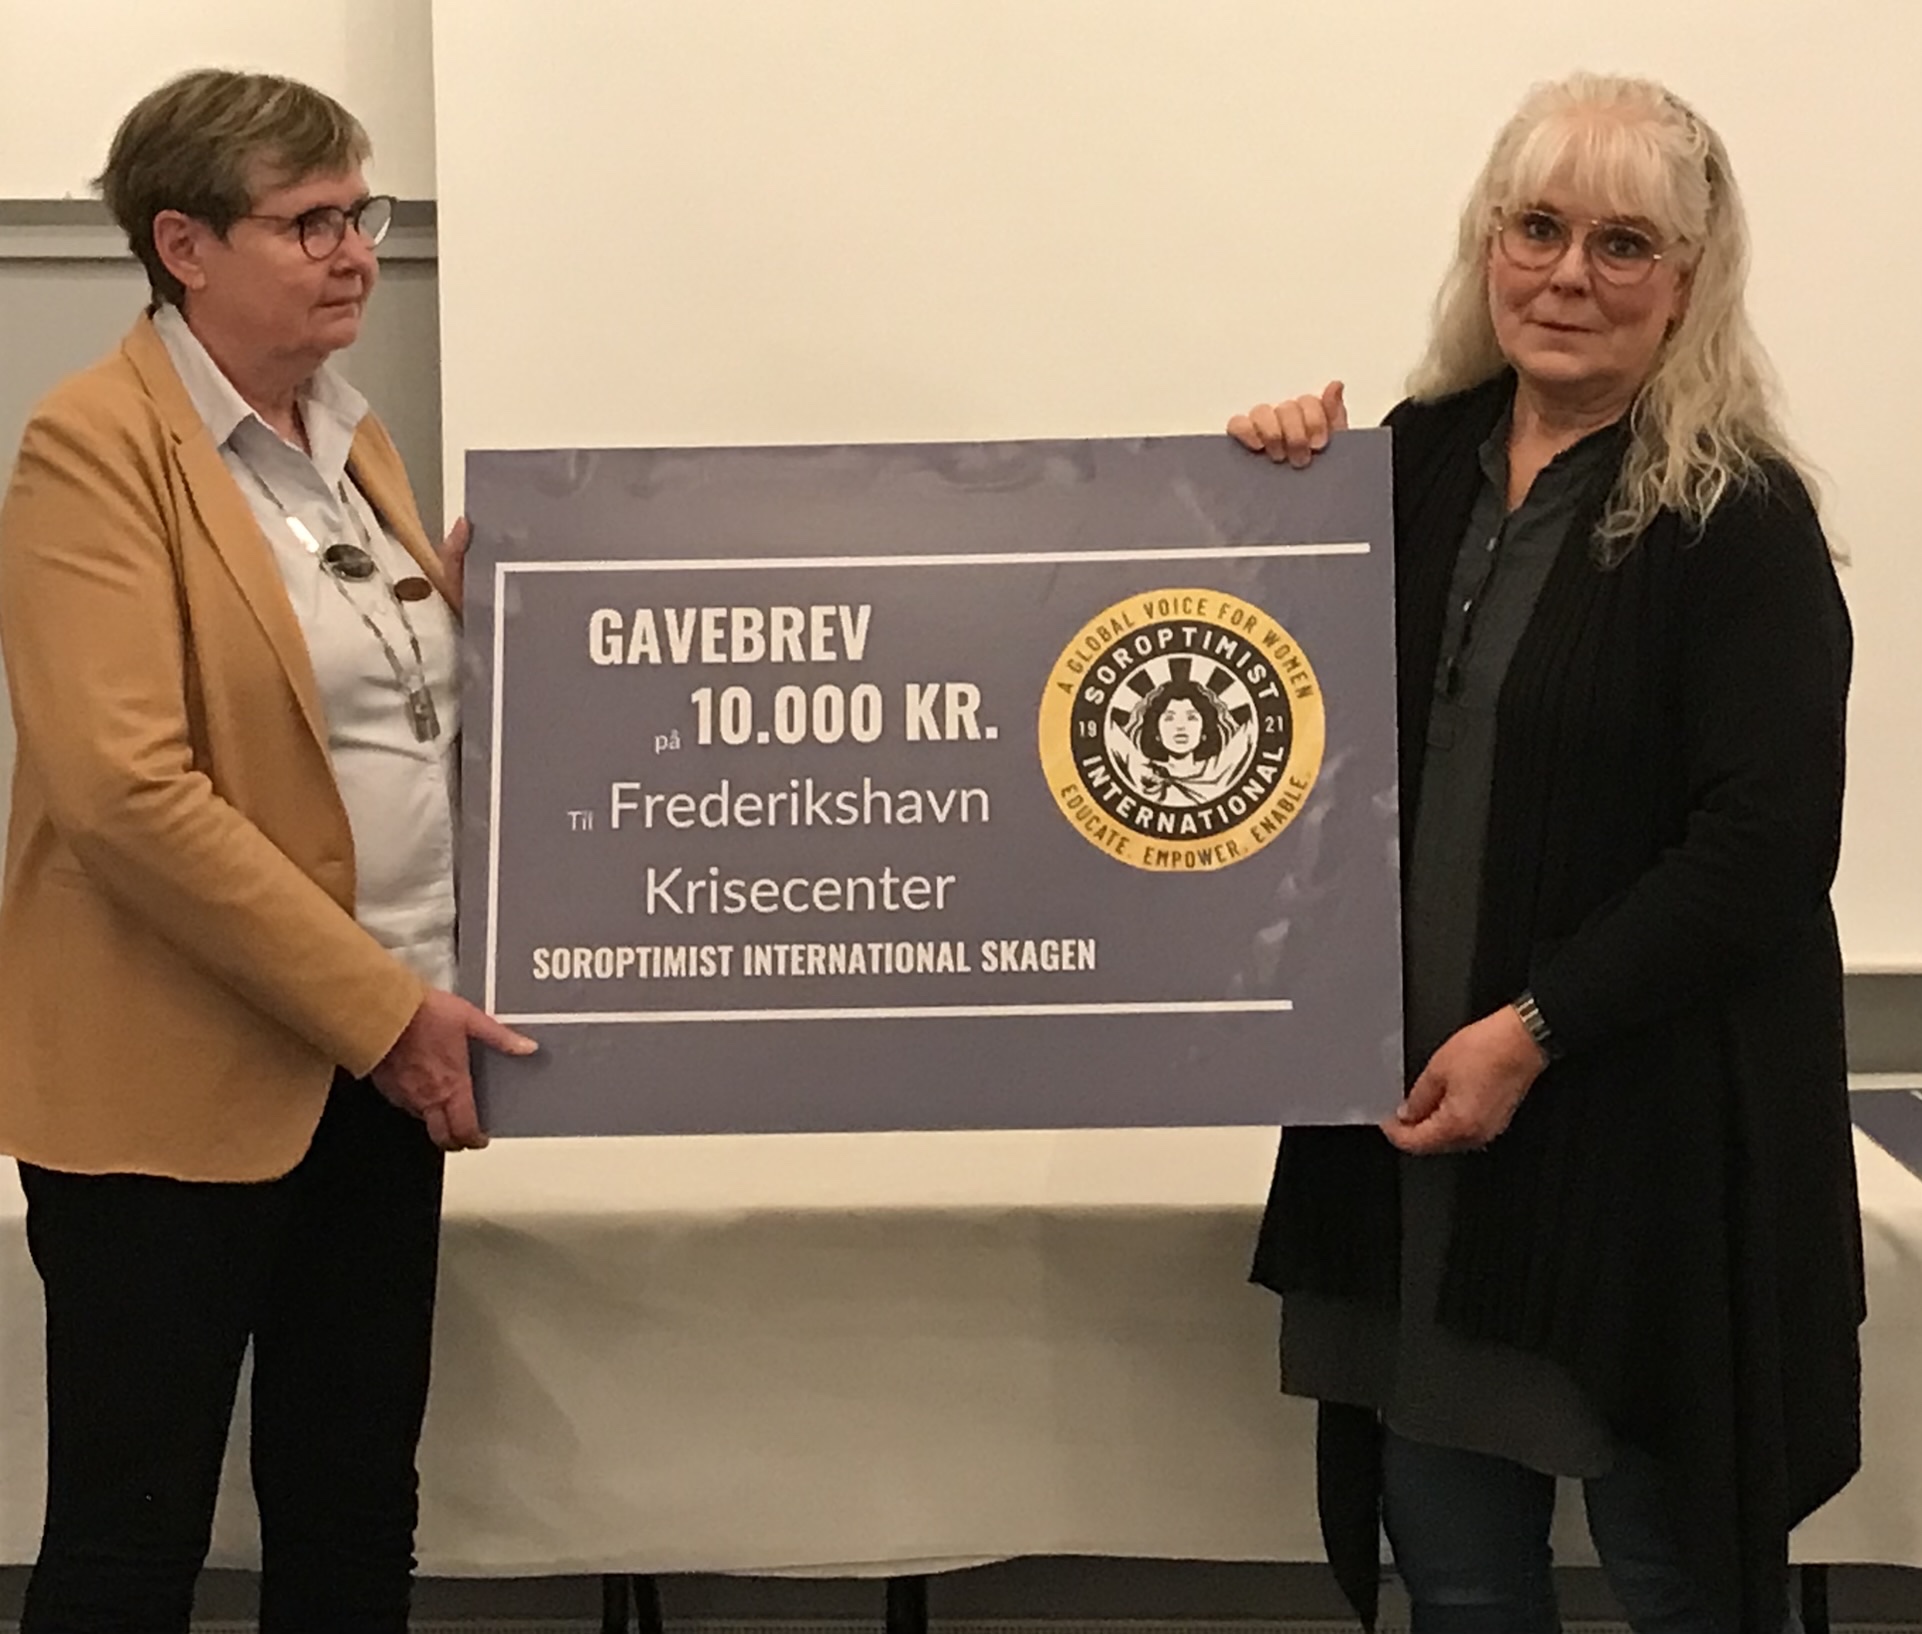 GAVEBREV
på 10.000 KR.
Til Frederikshavn
Krisecenter
SOROPTIMIST INTERNATIONAL SKAGEN
A GLOBAL VOICE FOR WOMEN
SOROPTIMIST
19 21
INTERNATIONAL
EDUCATE. EMPOWER. ENABLE.